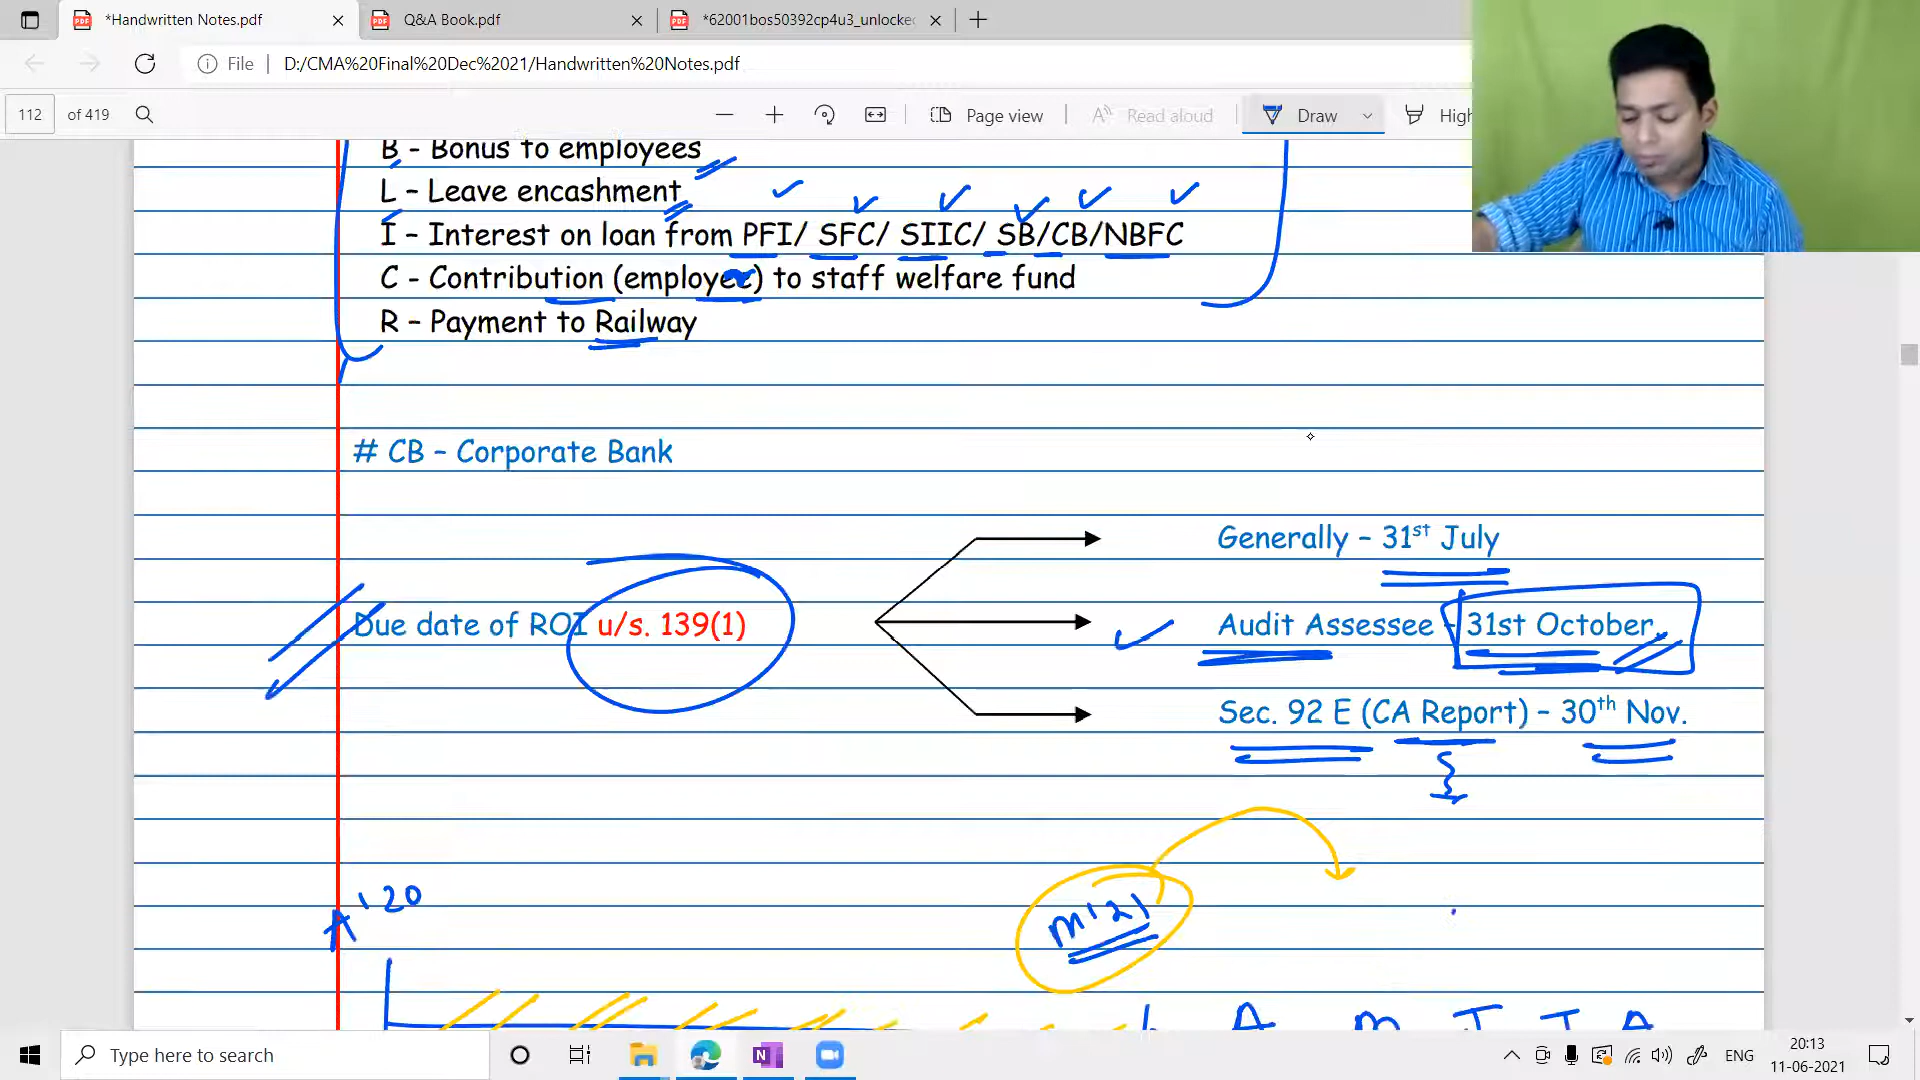 *Handwritten Notes.pdf
Q&A Book.pdf
*62001bos50392cp4u3_unlocked
File D:/CMA%20Final%20Dec%2021/Handwritten%20Notes.pdf
112 of 419 Page view Read aloud Draw High
B - Bonus to employees
L - Leave encashment
I - Interest on loan from PFI/ SFC/ SIIC/ SB/CB/NBFC
C - Contribution (employer) to staff welfare fund
R - Payment to Railway
# CB - Corporate Bank
Generally - 31st July
Due date of ROI u/s. 139(1)
Audit Assessee - 31st October
Sec. 92 E (CA Report) - 30th Nov.
A'20
M'21
A M J J A
Type here to search
ENG
20:13
11-06-2021